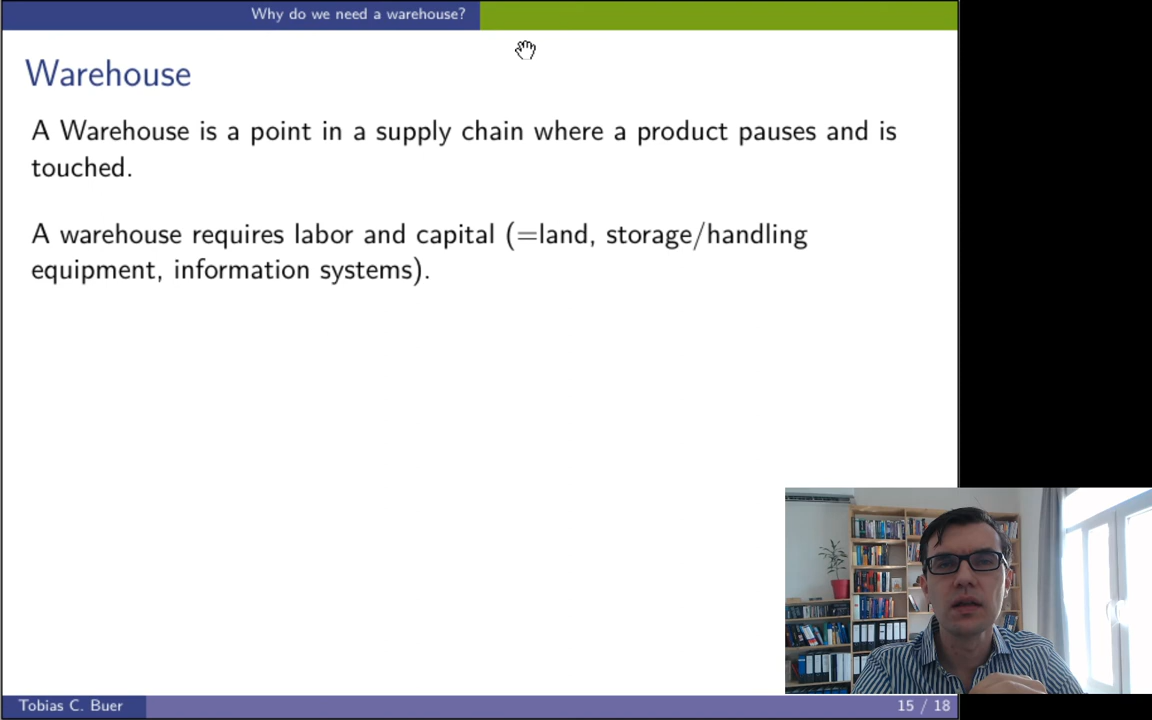 Why do we need a warehouse?
Warehouse
A Warehouse is a point in a supply chain where a product pauses and is
touched.
A warehouse requires labor and capital (=land, storage/handling
equipment, information systems).
Tobias C. Buer
15 / 18